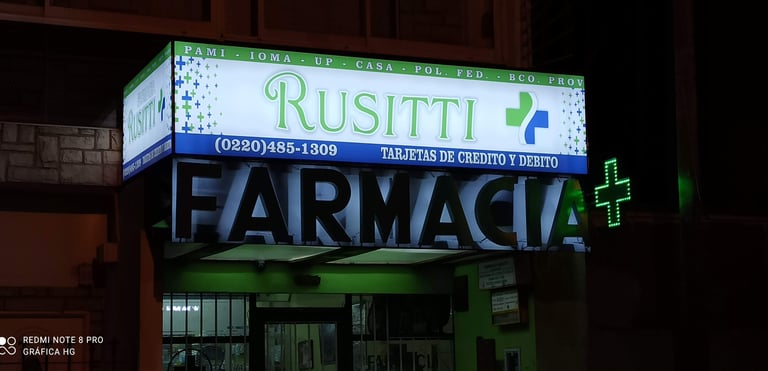 PAMI - IOMA - UP - CASA - POL. FED. - BCO. PROV
RUSITTI
(0220)485-1309
TARJETAS DE CREDITO Y DEBITO
RUSITTI
FARMACIA
REDMI NOTE 8 PRO
GRÁFICA HG